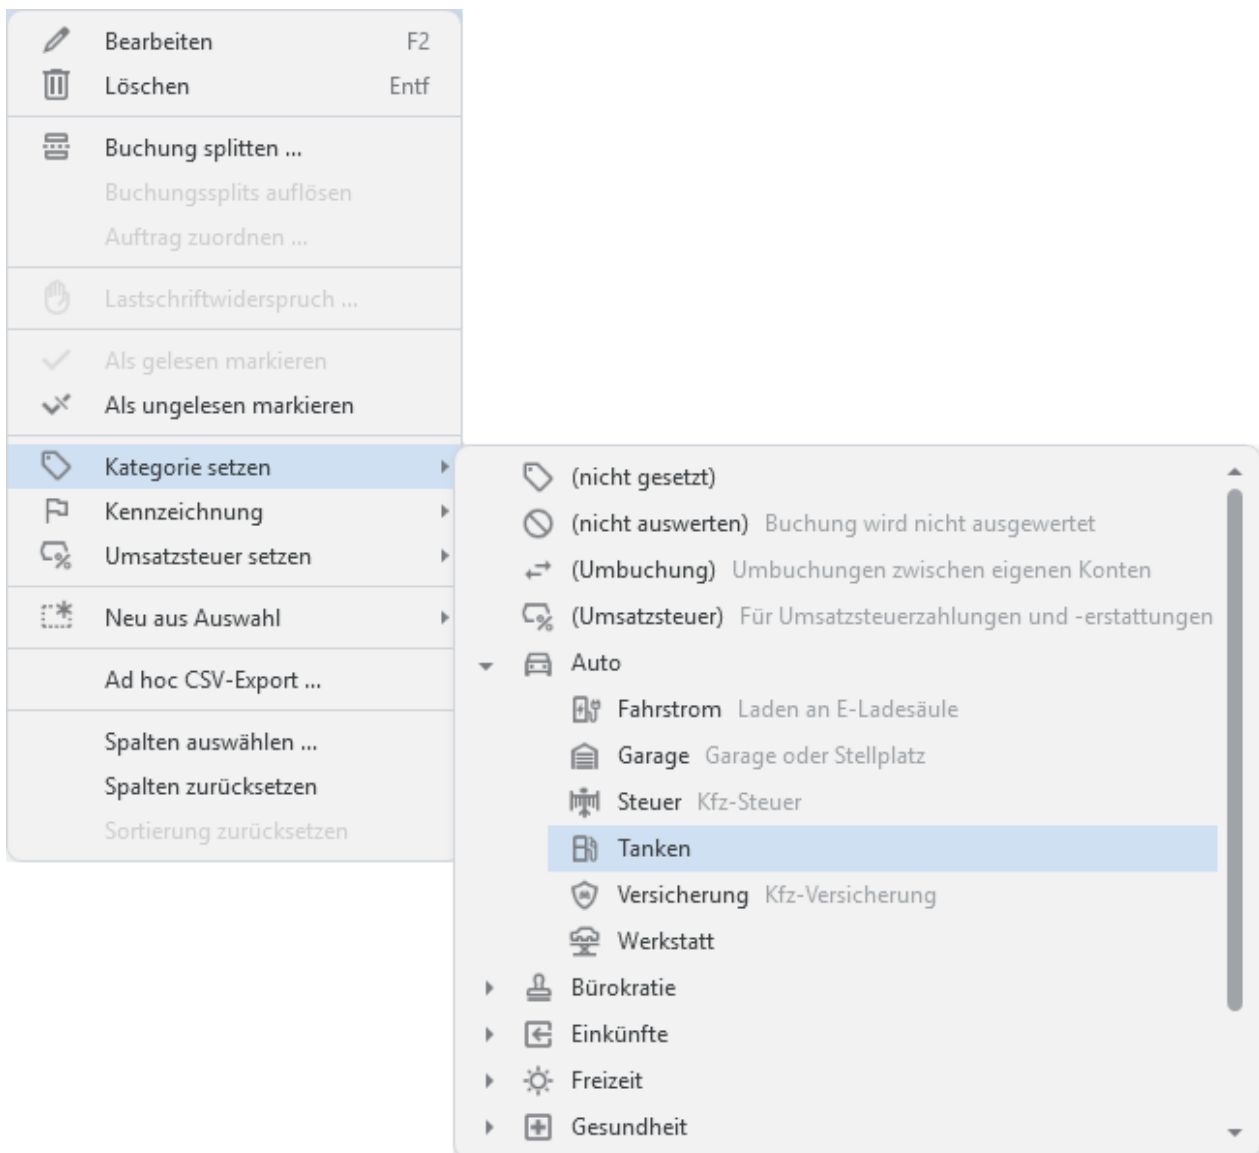 Bearbeiten F2
Löschen Entf
Buchung splitten ...
Buchungssplits auflösen
Auftrag zuordnen ...
Lastschriftwiderspruch ...
Als gelesen markieren
Als ungelesen markieren
Kategorie setzen
Kennzeichnung
Umsatzsteuer setzen
Neu aus Auswahl
Ad hoc CSV-Export ...
Spalten auswählen ...
Spalten zurücksetzen
Sortierung zurücksetzen
(nicht gesetzt)
(nicht auswerten) Buchung wird nicht ausgewertet
(Umbuchung) Umbuchungen zwischen eigenen Konten
(Umsatzsteuer) Für Umsatzsteuerzahlungen und -erstattungen
Auto
Fahrstrom Laden an E-Ladesäule
Garage Garage oder Stellplatz
Steuer Kfz-Steuer
Tanken
Versicherung Kfz-Versicherung
Werkstatt
Bürokratie
Einkünfte
Freizeit
Gesundheit